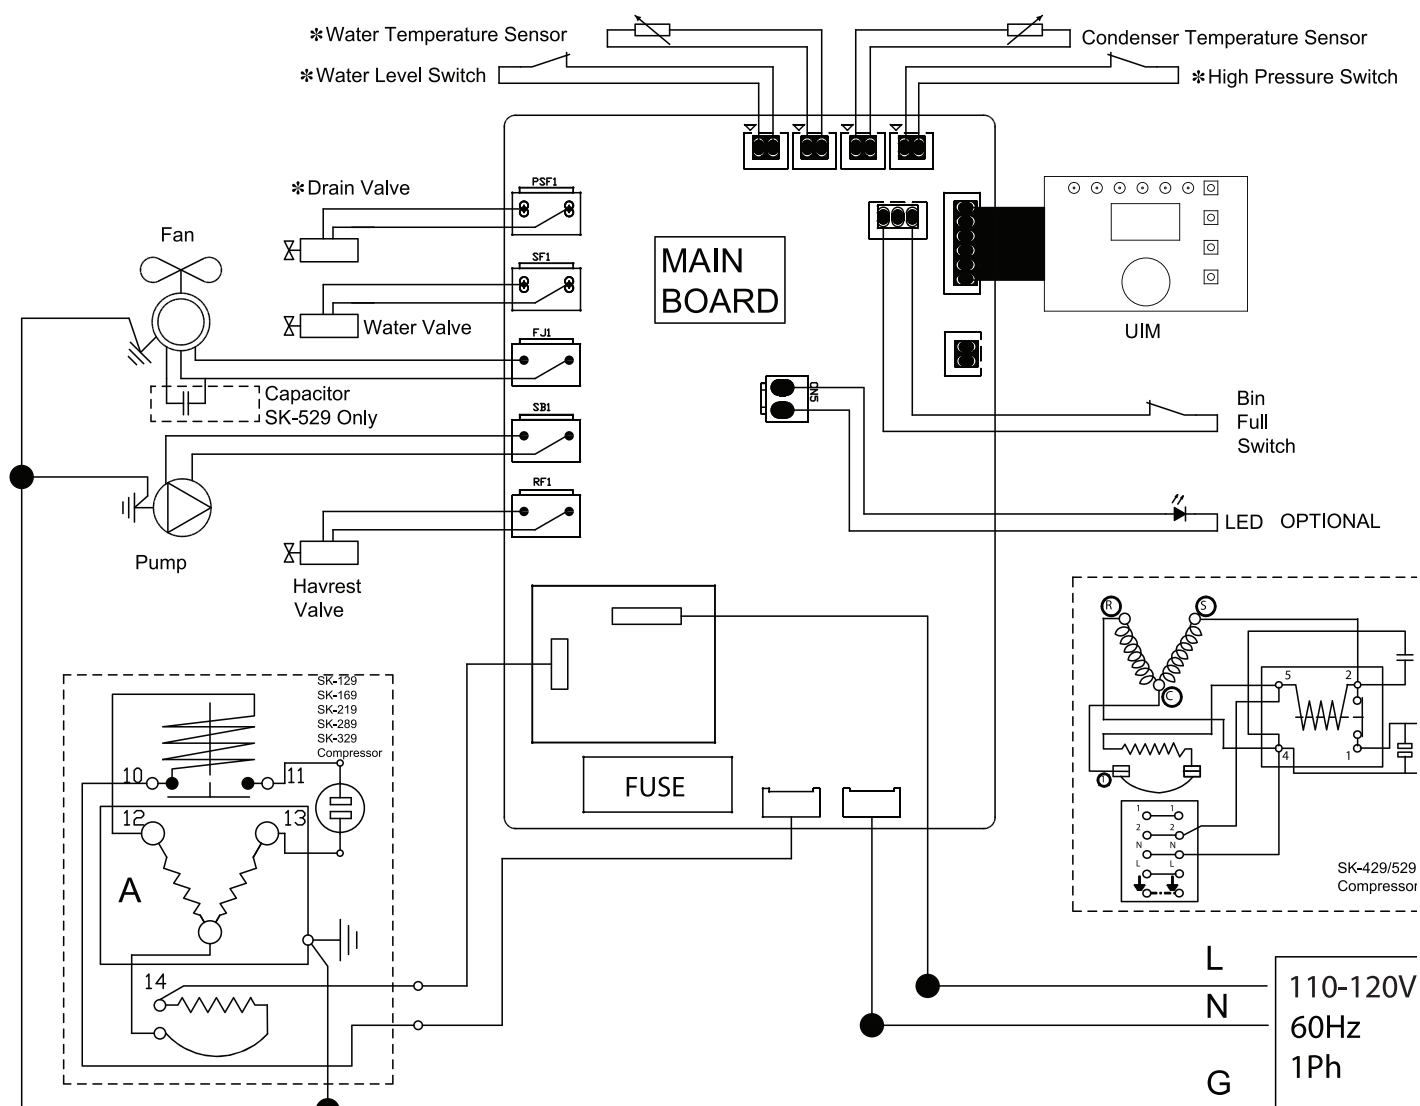 ✻Water Temperature Sensor
Condenser Temperature Sensor
✻Water Level Switch
✻High Pressure Switch
✻Drain Valve
PSF1
Fan
SF1
MAIN
BOARD
Water Valve
FJ1
UIM
Capacitor
SK-529 Only
CN5
Bin
Full
Switch
SB1
RF1
LED OPTIONAL
Pump
Havrest
Valve
R
S
C
5
2
4
1
1
1
2
2
N
N
L
L
SK-429/529
Compressor
SK-129
SK-169
SK-219
SK-289
SK-329
Compressor
10
11
12
13
A
14
FUSE
L
N
G
110-120V
60Hz
1Ph